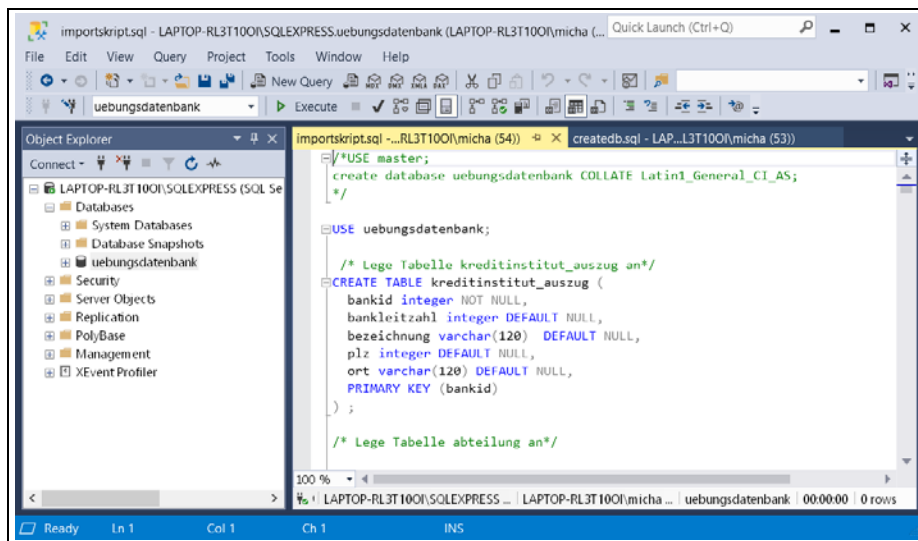 importskript.sql - LAPTOP-RL3T10OI\SQLEXPRESS.uebungsdatenbank (LAPTOP-RL3T10OI\micha (...
Quick Launch (Ctrl+Q)
File Edit View Query Project Tools Window Help
New Query MDX DMX XMLA DAX
uebungsdatenbank Execute
Object Explorer
Connect
LAPTOP-RL3T10OI\SQLEXPRESS (SQL Se
Databases
System Databases
Database Snapshots
uebungsdatenbank
Security
Server Objects
Replication
PolyBase
Management
XEvent Profiler
importskript.sql -...RL3T10OI\micha (54)) createdb.sql - LAP...L3T10OI\micha (53))
/*USE master;
create database uebungsdatenbank COLLATE Latin1_General_CI_AS;
*/
USE uebungsdatenbank;
/* Lege Tabelle kreditinstitut_auszug an*/
CREATE TABLE kreditinstitut_auszug (
bankid integer NOT NULL,
bankleitzahl integer DEFAULT NULL,
bezeichnung varchar(120) DEFAULT NULL,
plz integer DEFAULT NULL,
ort varchar(120) DEFAULT NULL,
PRIMARY KEY (bankid)
) ;
/* Lege Tabelle abteilung an*/
100 %
LAPTOP-RL3T10OI\SQLEXPRESS ... LAPTOP-RL3T10OI\micha ... uebungsdatenbank 00:00:00 0 rows
Ready Ln 1 Col 1 Ch 1 INS